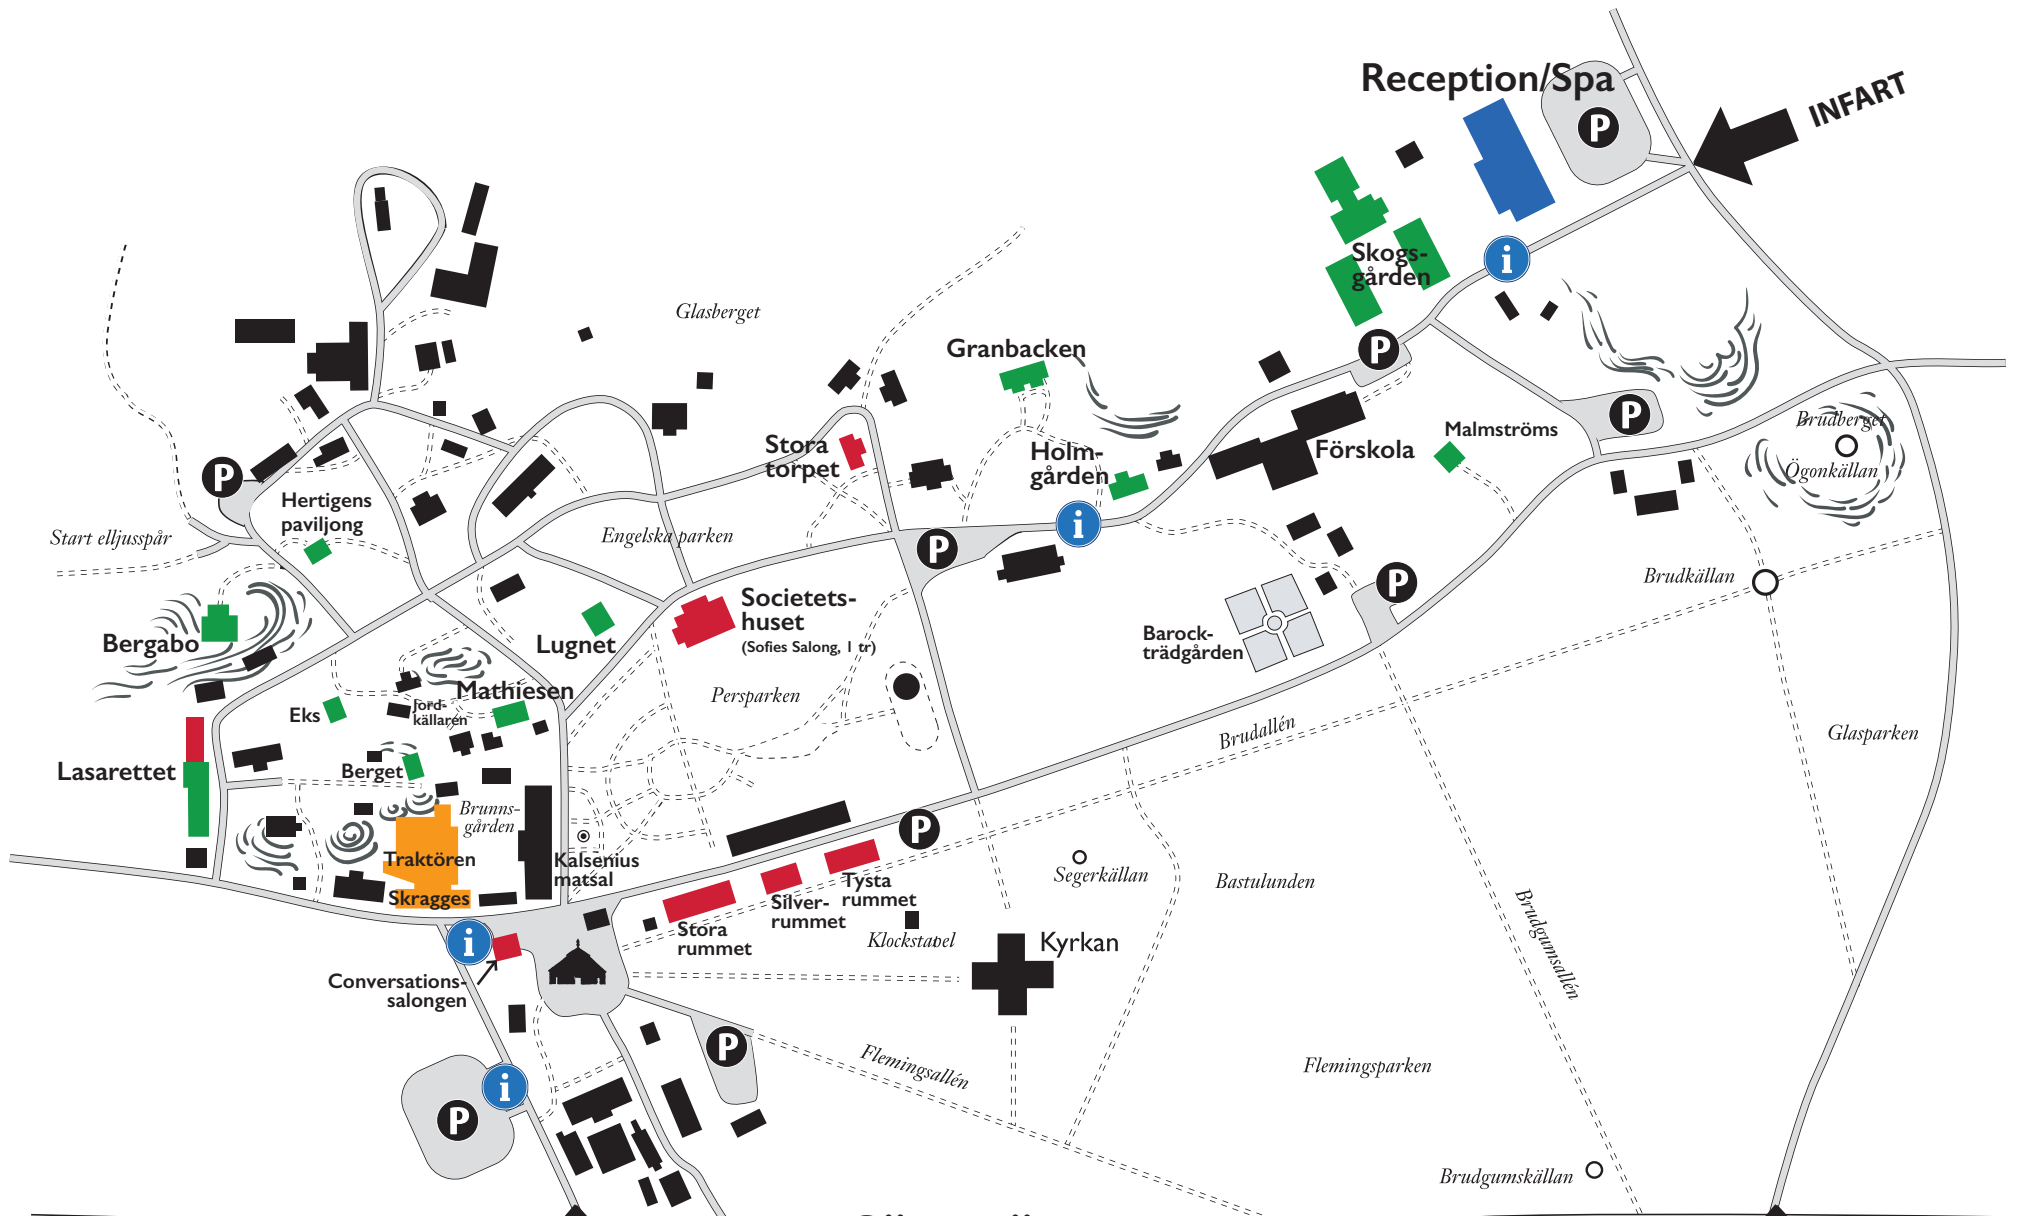 Reception/Spa
P
INFART
Skogs-
gården
i
Glasberget
Granbacken
P
P
Brudberget
Ögonkällan
Malmströms
Förskola
Stora
torpet
Holm-
gården
P
Hertigens
paviljong
Start elljusspår
Engelska parken
P
i
Brudkällan
P
Societets-
huset
(Sofies Salong, 1 tr)
Barock-
trädgården
Bergabo
Lugnet
Mathiesen
Persparken
Eks
Jord-
källaren
Brudallén
Glasparken
Lasarettet
Berget
Brunns-
gården
P
Traktören
Skragges
Kalsenius
matsal
Tysta
rummet
Silver-
rummet
Stora
rummet
Segerkällan
Bastulunden
Klockstapel
Kyrkan
Brudgumsallén
i
Conversations-
salongen
P
Flemingsallén
Flemingsparken
i
P
Brudgumskällan